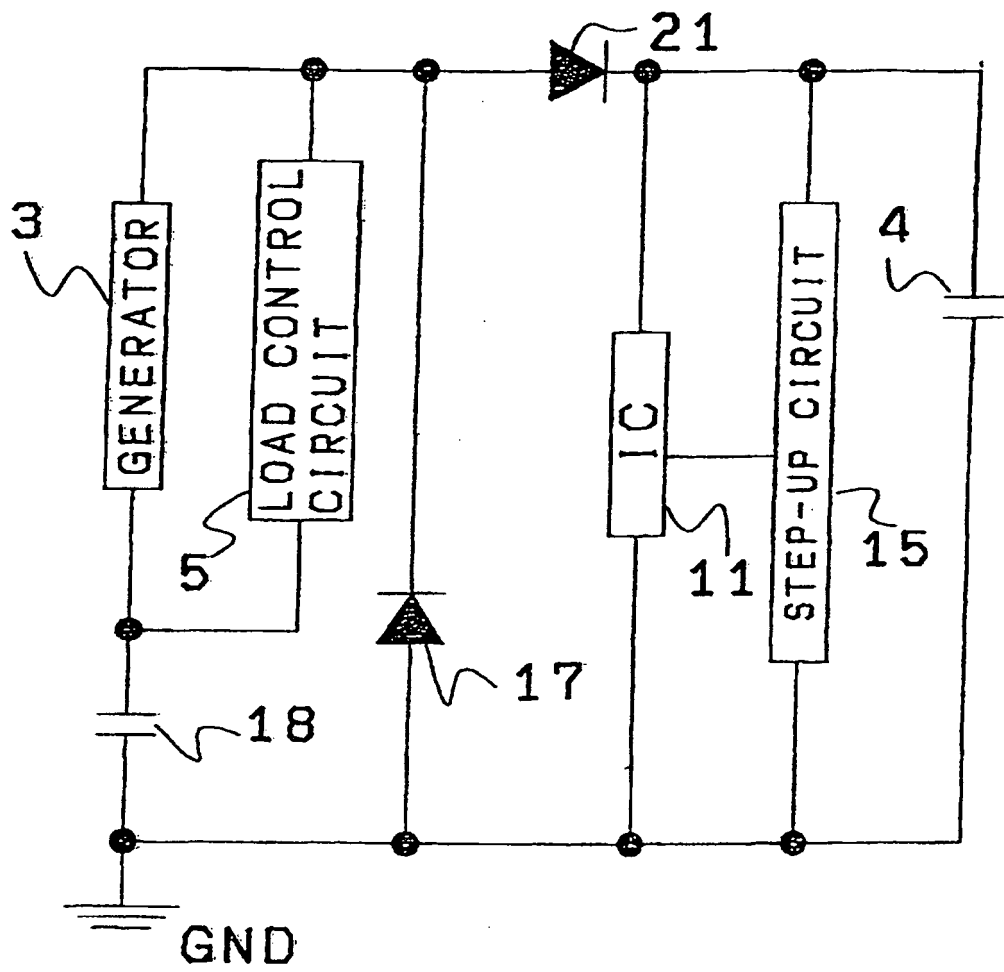 21
3
GENERATOR
LOAD CONTROL
CIRCUIT
5
4
IC
11
STEP-UP CIRCUIT
15
17
18
GND